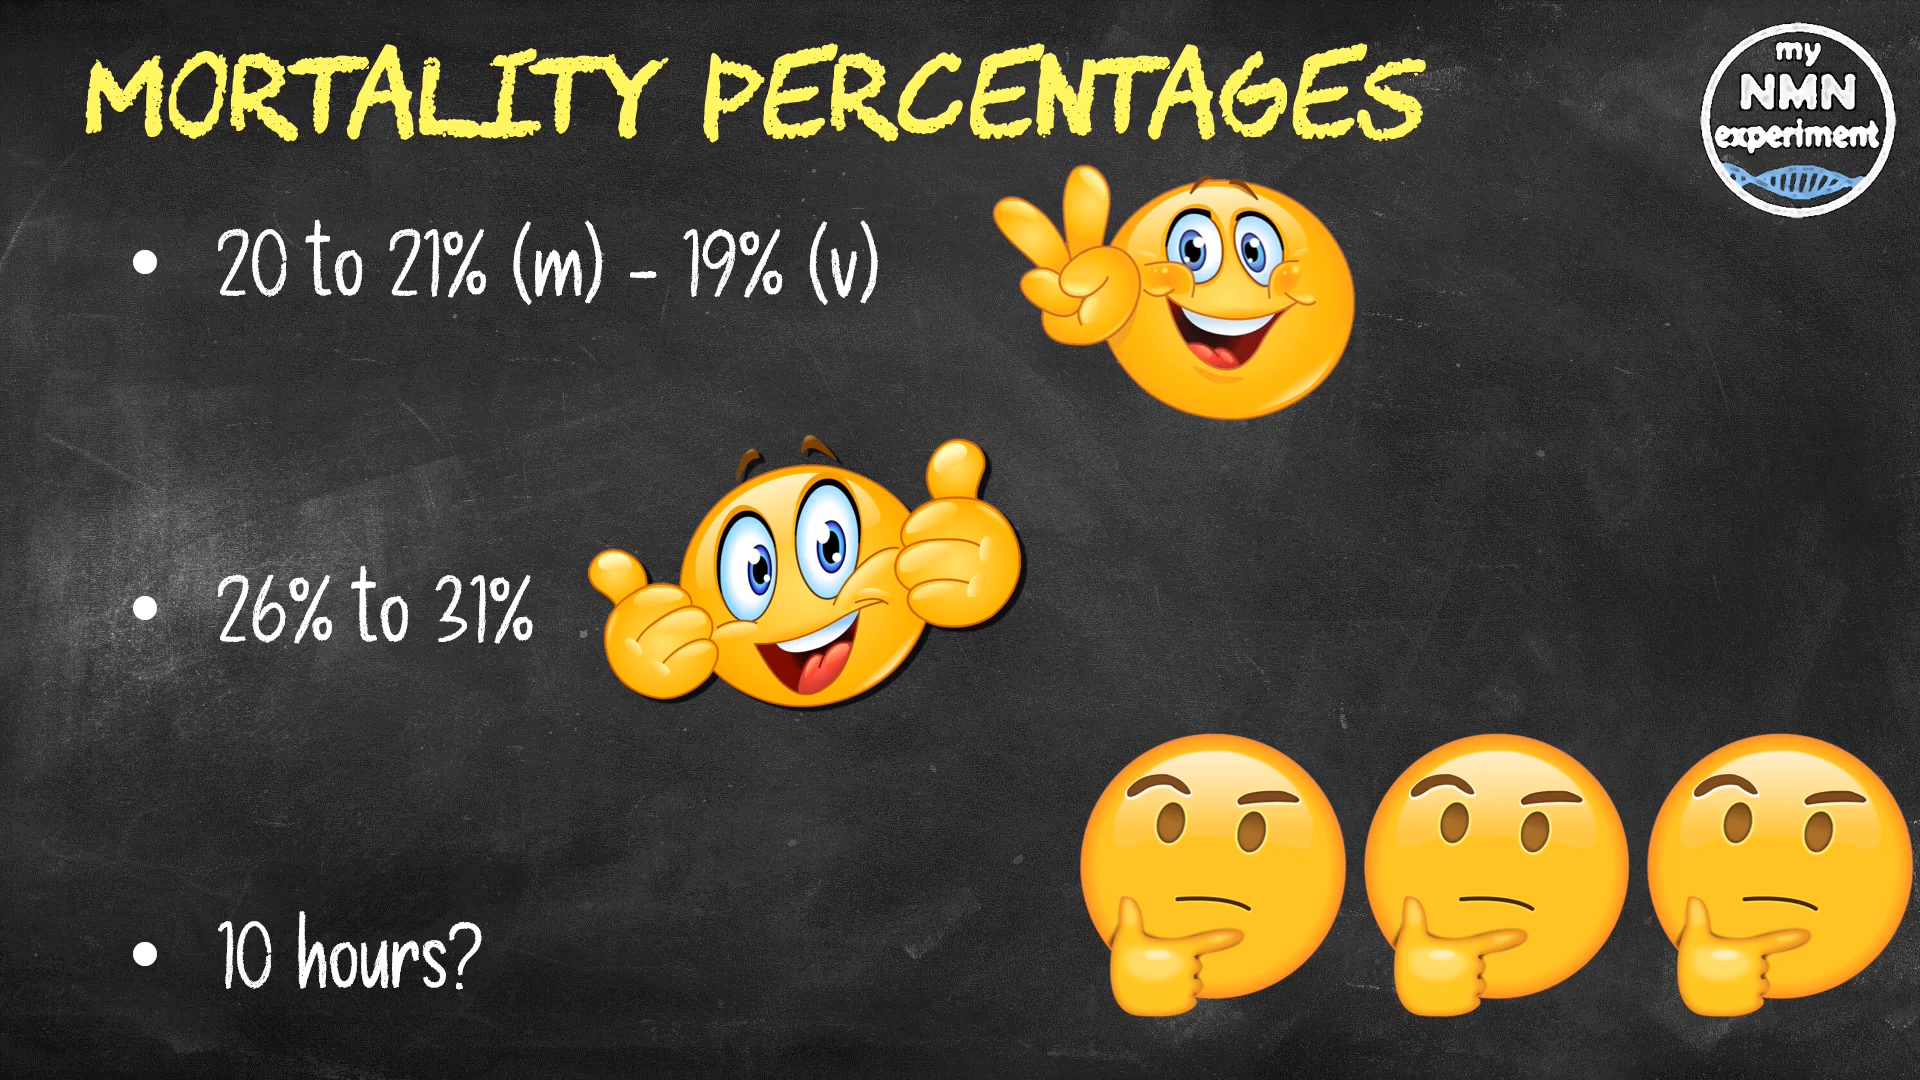 MORTALITY PERCENTAGES
my
NMN
experiment
• 20 to 21% (m) – 19% (v)
• 26% to 31%
• 10 hours?